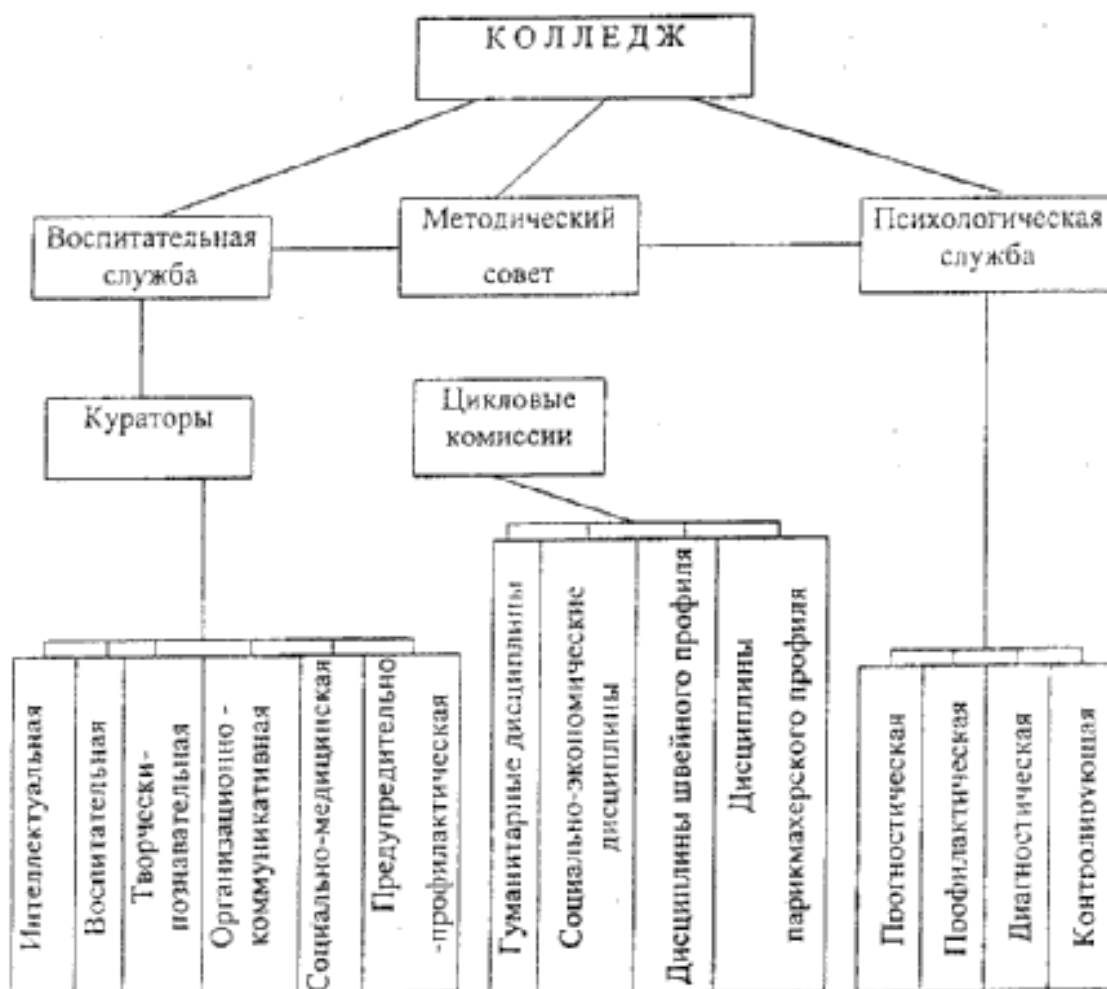 КОЛЛЕДЖ
Воспитательная
служба
Методический
совет
Психологическая
служба
Кураторы
Цикловые
комиссии
Интеллектуальная
Воспитательная
Творчески-
познавательная
Организационно -
коммуникативная
Социально-медицинская
Предупредительно
-профилактическая
Гуманитарные дисциплины
Социально-экономические
дисциплины
Дисциплины швейного профиля
Дисциплины
парикмахерского профиля
Прогностическая
Профилактическая
Диагностическая
Контролирующая